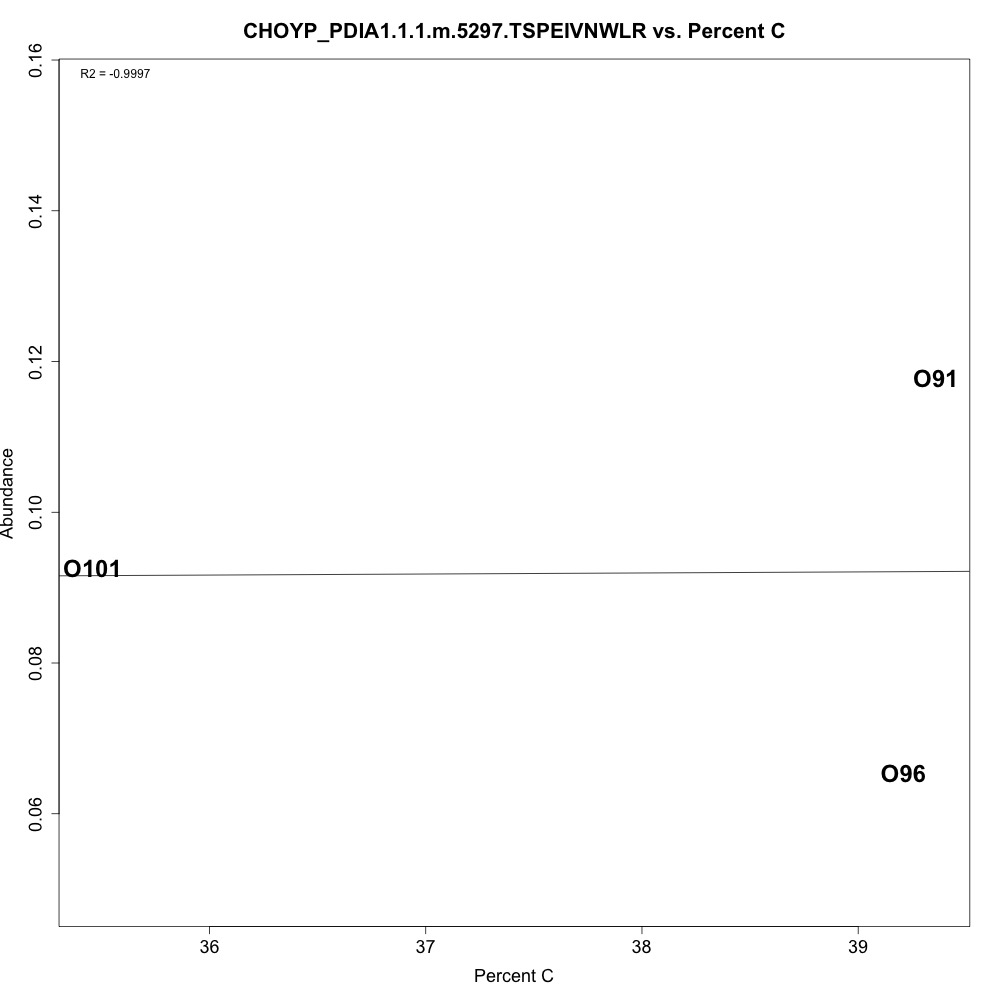 CHOYP_PDIA1.1.1.m.5297.TSPEIVNWLR vs. Percent C
R2 = -0.9997
0.16
0.14
0.12
O91
0.10
Abundance
O101
0.08
O96
0.06
36 37 38 39
Percent C